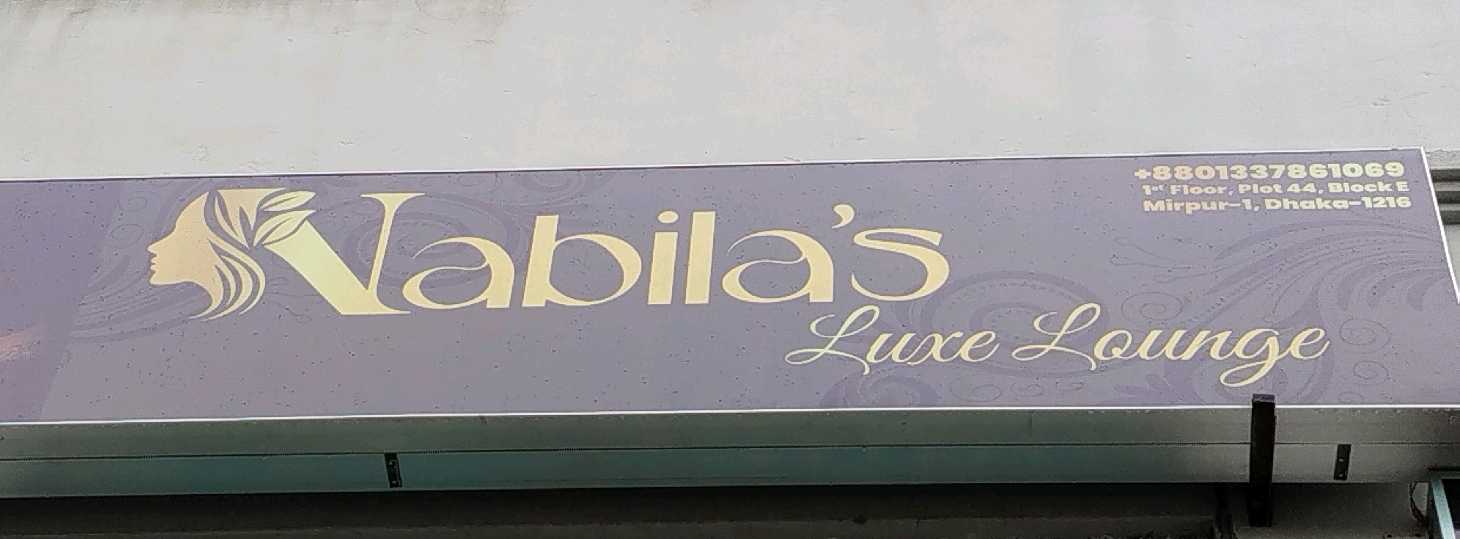 Nabila's
Luxe Lounge
+8801337861069
1st Floor, Plot 44, Block E
Mirpur-1, Dhaka-1216